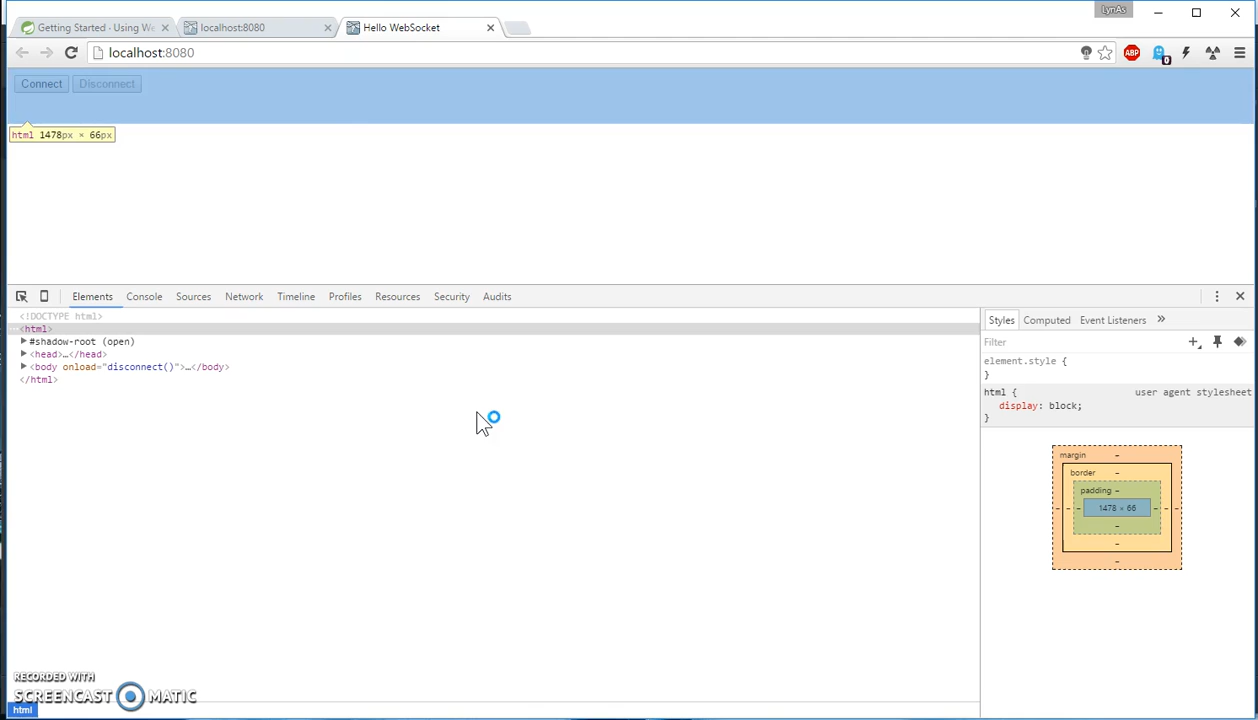 LynAs
Getting Started · Using We
localhost:8080
Hello WebSocket
localhost:8080
ABP
0
Connect Disconnect
html 1478px × 66px
Elements Console Sources Network Timeline Profiles Resources Security Audits
<!DOCTYPE html>
<html>
#shadow-root (open)
<head>…</head>
<body onload="disconnect()">…</body>
</html>
Styles Computed Event Listeners »
Filter
element.style {
}
html { user agent stylesheet
display: block;
}
margin –
border –
padding –
– – – 1478 × 66 – – –
–
–
–
RECORDED WITH
SCREENCAST MATIC
html